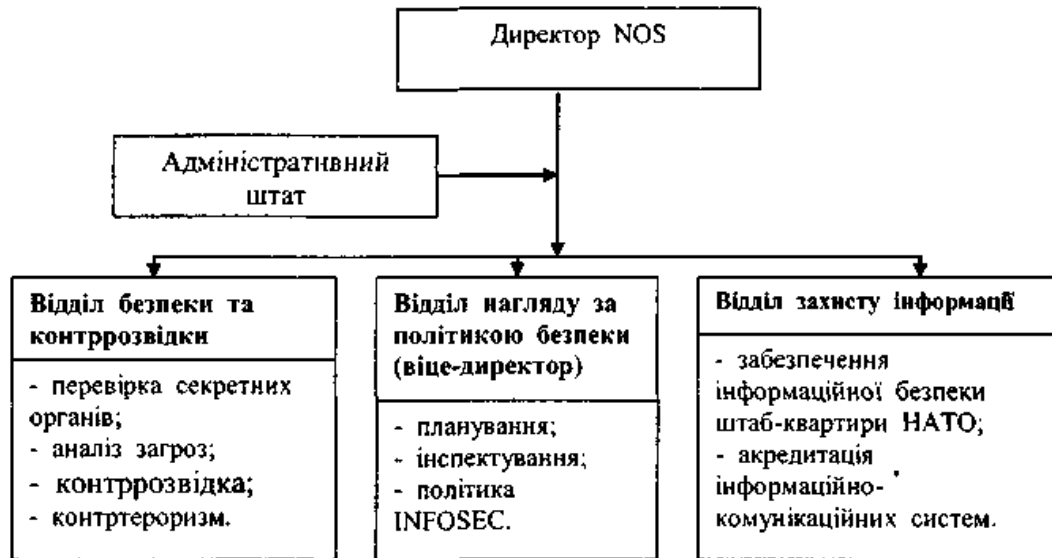 Директор NOS
Адміністративний
штат
Відділ безпеки та
контррозвідки
- перевірка секретних
органів;
- аналіз загроз;
- контррозвідка;
- контртероризм.
Відділ нагляду за
політикою безпеки
(віце-директор)
- планування;
- інспектування;
- політика
INFOSEC.
Відділ захисту інформації
- забезпечення
інформаційної безпеки
штаб-квартири НАТО;
- акредитація
інформаційно-
комунікаційних систем.